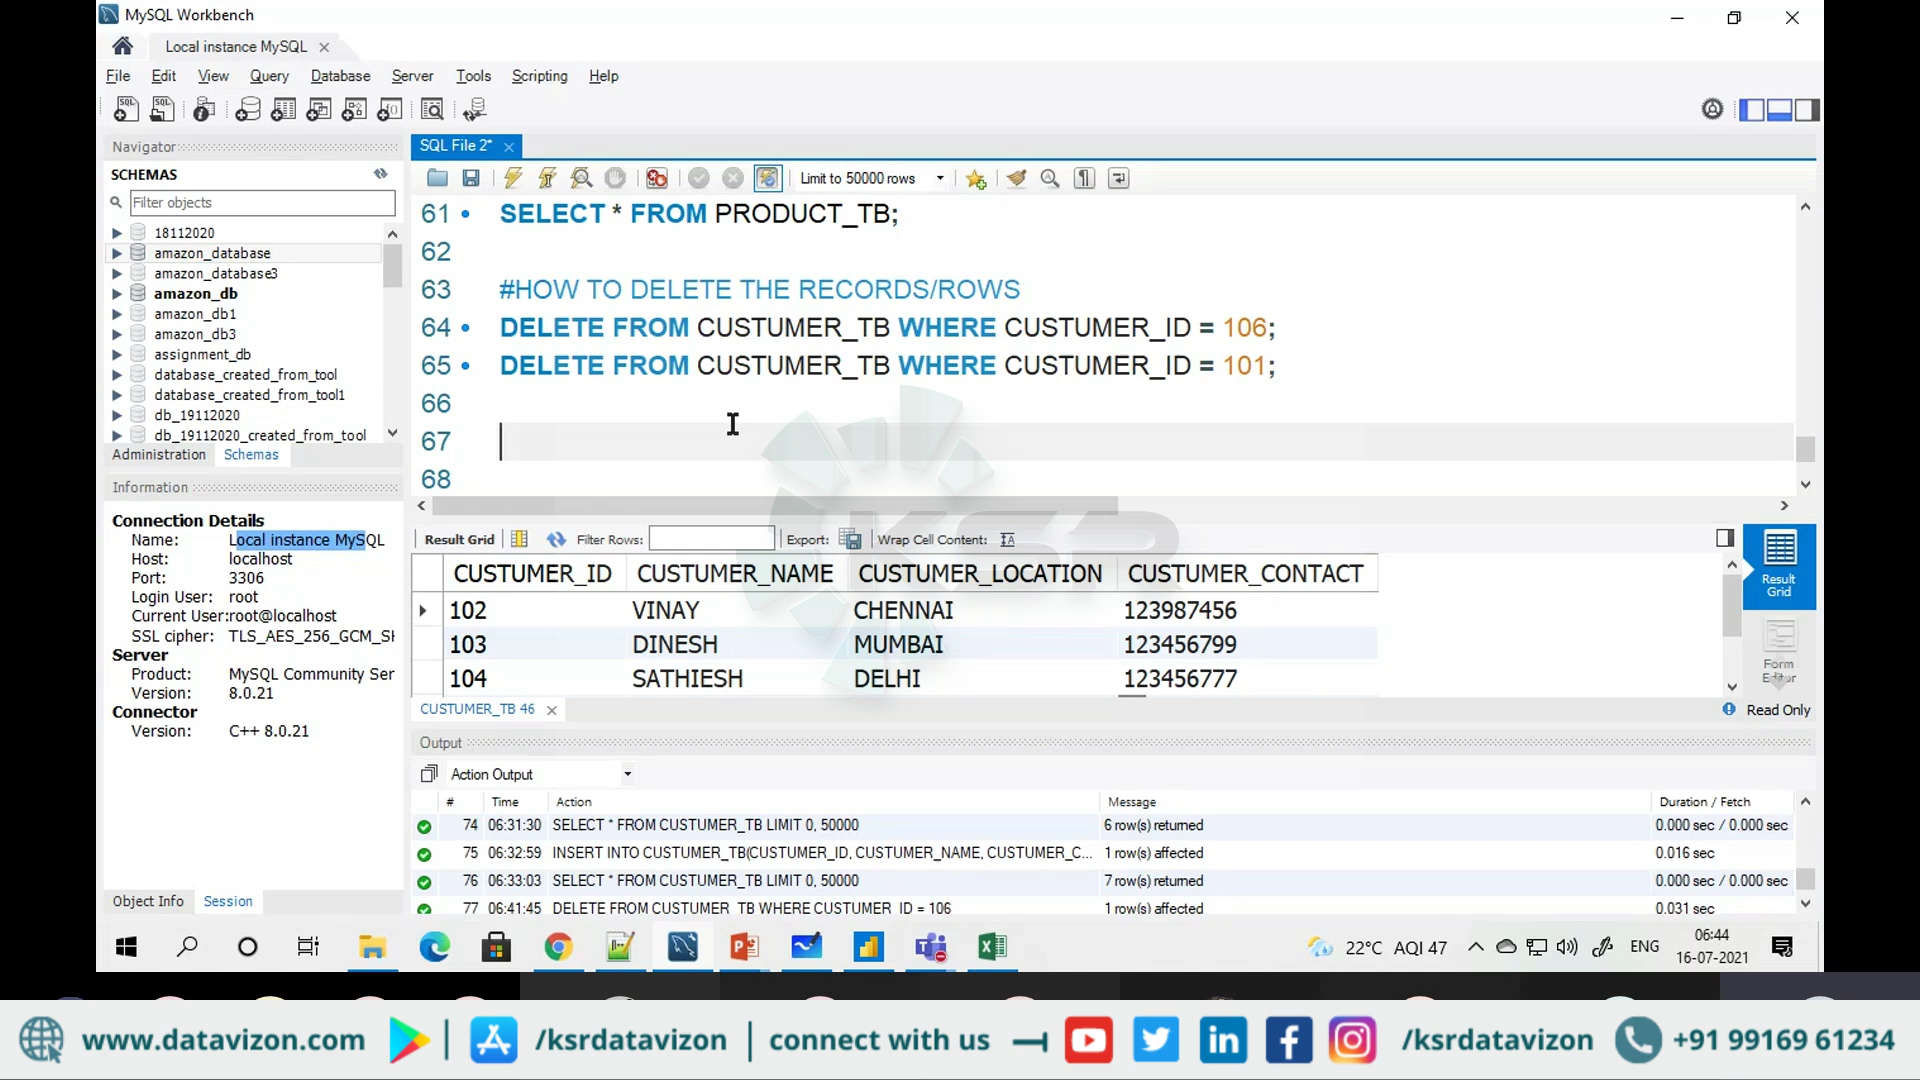 MySQL Workbench
Local instance MySQL
File Edit View Query Database Server Tools Scripting Help
Navigator
SCHEMAS
Filter objects
18112020
amazon_database
amazon_database3
amazon_db
amazon_db1
amazon_db3
assignment_db
database_created_from_tool
database_created_from_tool1
db_19112020
db_19112020_created_from_tool
Administration Schemas
Information
Connection Details
Name: Local instance MySQL
Host: localhost
Port: 3306
Login User: root
Current User:root@localhost
SSL cipher: TLS_AES_256_GCM_SH
Server
Product: MySQL Community Ser
Version: 8.0.21
Connector
Version: C++ 8.0.21
Object Info Session
SQL File 2*
Limit to 50000 rows
61 SELECT * FROM PRODUCT_TB;
62
63 #HOW TO DELETE THE RECORDS/ROWS
64 DELETE FROM CUSTUMER_TB WHERE CUSTUMER_ID = 106;
65 DELETE FROM CUSTUMER_TB WHERE CUSTUMER_ID = 101;
66
67
68
KSR
Result Grid Filter Rows: Export: Wrap Cell Content:
CUSTUMER_ID CUSTUMER_NAME CUSTUMER_LOCATION CUSTUMER_CONTACT
102 VINAY CHENNAI 123987456
103 DINESH MUMBAI 123456799
104 SATHIESH DELHI 123456777
Result Grid
Form Editor
CUSTUMER_TB 46 Read Only
Output
Action Output
# Time Action Message Duration / Fetch
74 06:31:30 SELECT * FROM CUSTUMER_TB LIMIT 0, 50000 6 row(s) returned 0.000 sec / 0.000 sec
75 06:32:59 INSERT INTO CUSTUMER_TB(CUSTUMER_ID, CUSTUMER_NAME, CUSTUMER_C... 1 row(s) affected 0.016 sec
76 06:33:03 SELECT * FROM CUSTUMER_TB LIMIT 0, 50000 7 row(s) returned 0.000 sec / 0.000 sec
77 06:41:45 DELETE FROM CUSTUMER_TB WHERE CUSTUMER_ID = 106 1 row(s) affected 0.031 sec
22°C AQI 47 ENG 06:44
16-07-2021
www.datavizon.com | /ksrdatavizon | connect with us /ksrdatavizon +91 99169 61234